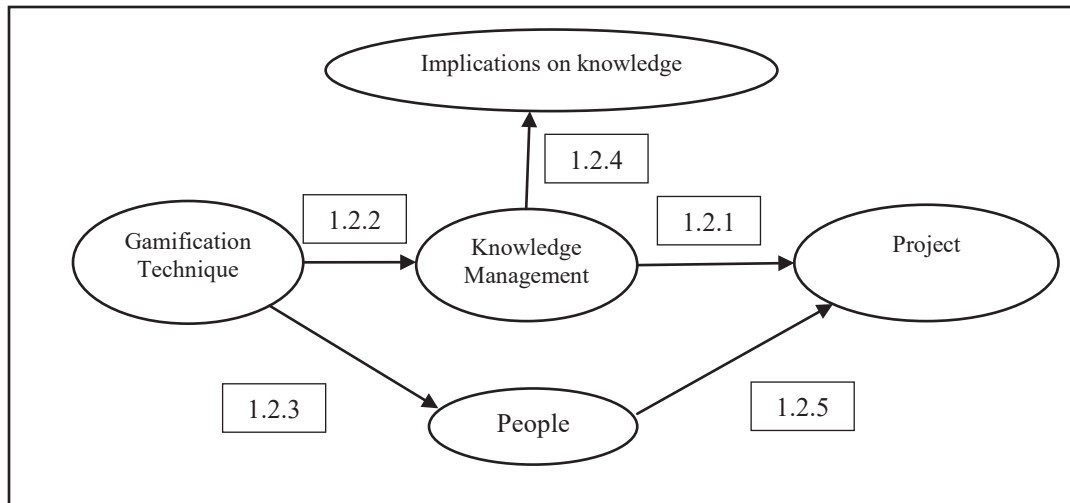 Implications on knowledge
1.2.4
1.2.2
1.2.1
Gamification
Technique
Knowledge
Management
Project
1.2.3
People
1.2.5